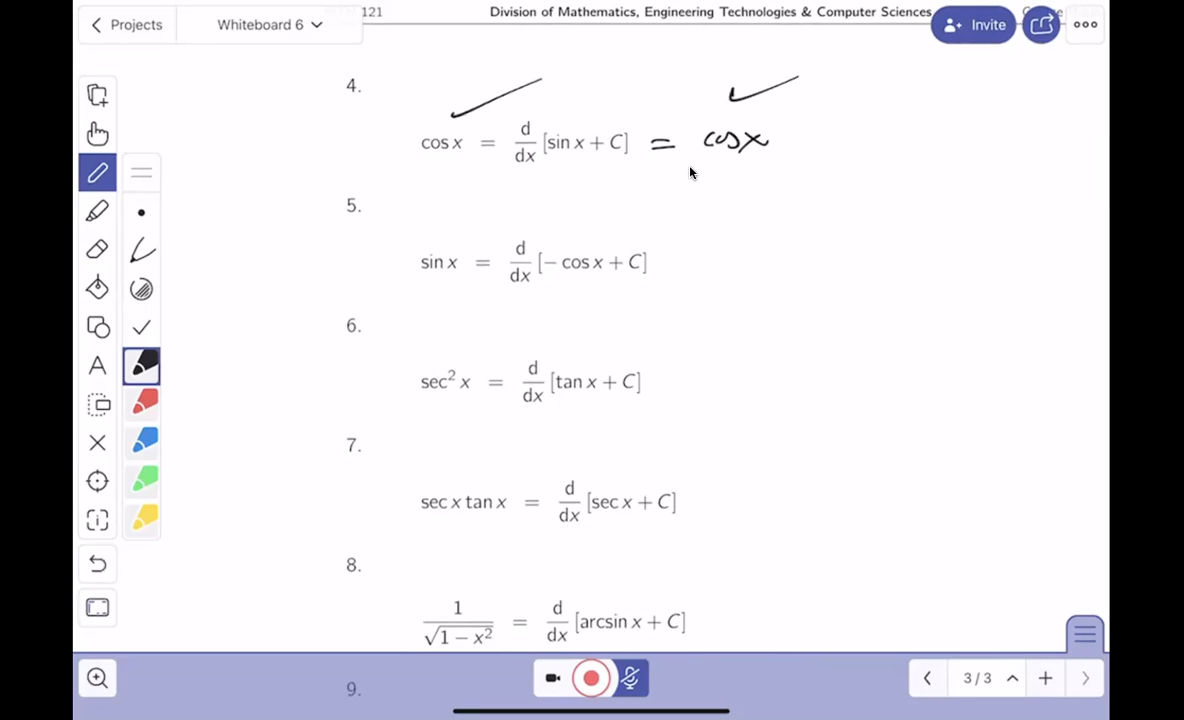 Projects
Whiteboard 6
121
Division of Mathematics, Engineering Technologies & Computer Sciences
Invite
4.
cos x = d/dx [sin x + C] = cosx
5.
sin x = d/dx [− cos x + C]
6.
sec² x = d/dx [tan x + C]
7.
sec x tan x = d/dx [sec x + C]
8.
1/√(1 − x²) = d/dx [arcsin x + C]
9.
A
3/3